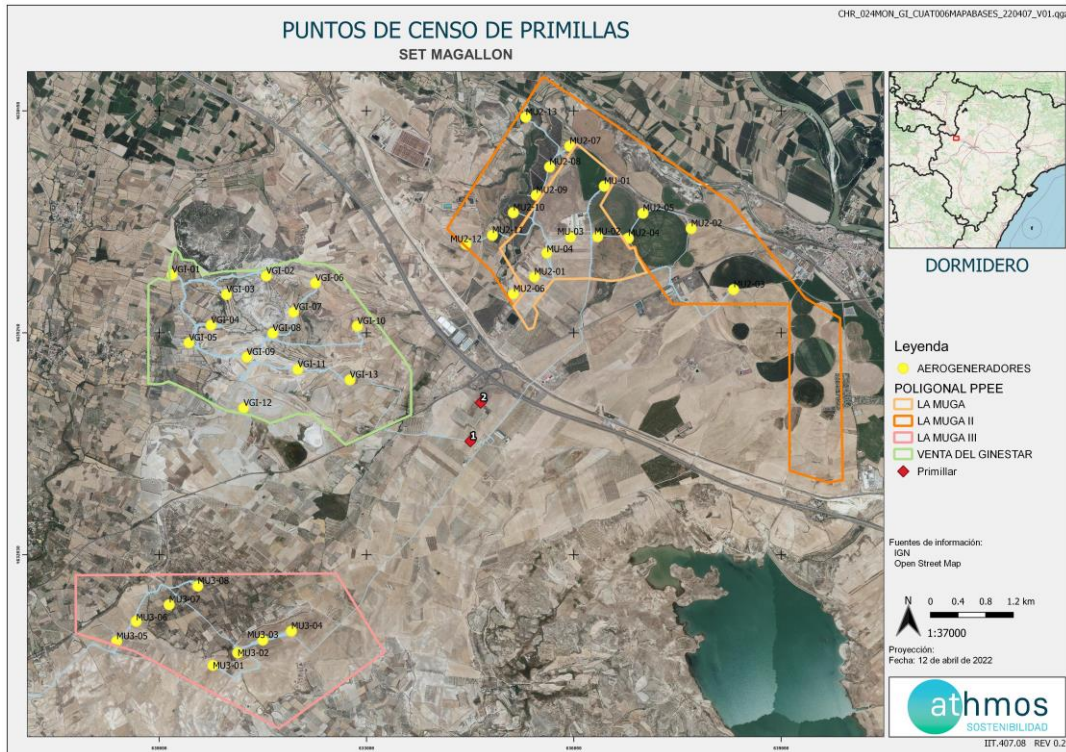 CHR_024MON_GI_CUAT006MAPABASES_220407_V01.qgz
PUNTOS DE CENSO DE PRIMILLAS
SET MAGALLON
MU2-13
MU2-07
MU2-08
MU-01
MU2-09
MU2-10
MU2-05
MU2-11
MU2-02
MU2-12
MU-03
MU-02
MU2-04
MU-04
MU2-01
MU2-06
MU2-03
VGI-01
VGI-02
VGI-06
VGI-03
VGI-07
VGI-04
VGI-10
VGI-05
VGI-08
VGI-09
VGI-11
VGI-13
VGI-12
2
1
MU3-08
MU3-07
MU3-06
MU3-05
MU3-04
MU3-03
MU3-02
MU3-01
DORMIDERO
Leyenda
AEROGENERADORES
POLIGONAL PPEE
LA MUGA
LA MUGA II
LA MUGA III
VENTA DEL GINESTAR
Primillar
Fuentes de información:
IGN
Open Street Map
N
0 0.4 0.8 1.2 km
1:37000
Proyección:
Fecha: 12 de abril de 2022
athmos
SOSTENIBILIDAD
IIT.407.08 REV 0.2